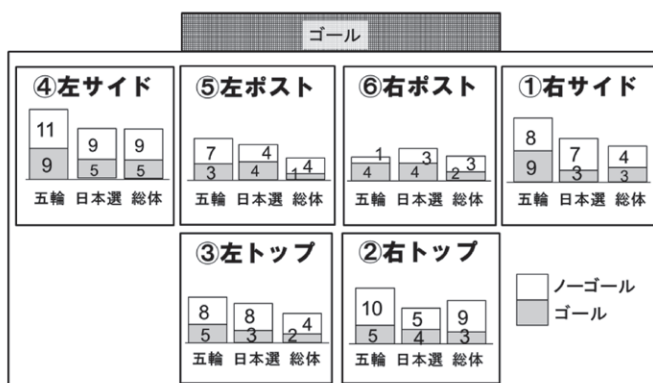 ゴール
④左サイド
11 9 9
9 5 5
五輪 日本選 総体
⑤左ポスト
7 4 4
3 4 1
五輪 日本選 総体
⑥右ポスト
1 3 3
4 4 2
五輪 日本選 総体
①右サイド
8 7 4
9 3 3
五輪 日本選 総体
③左トップ
8 8 4
5 3 2
五輪 日本選 総体
②右トップ
10 5 9
5 4 3
五輪 日本選 総体
ノーゴール
ゴール